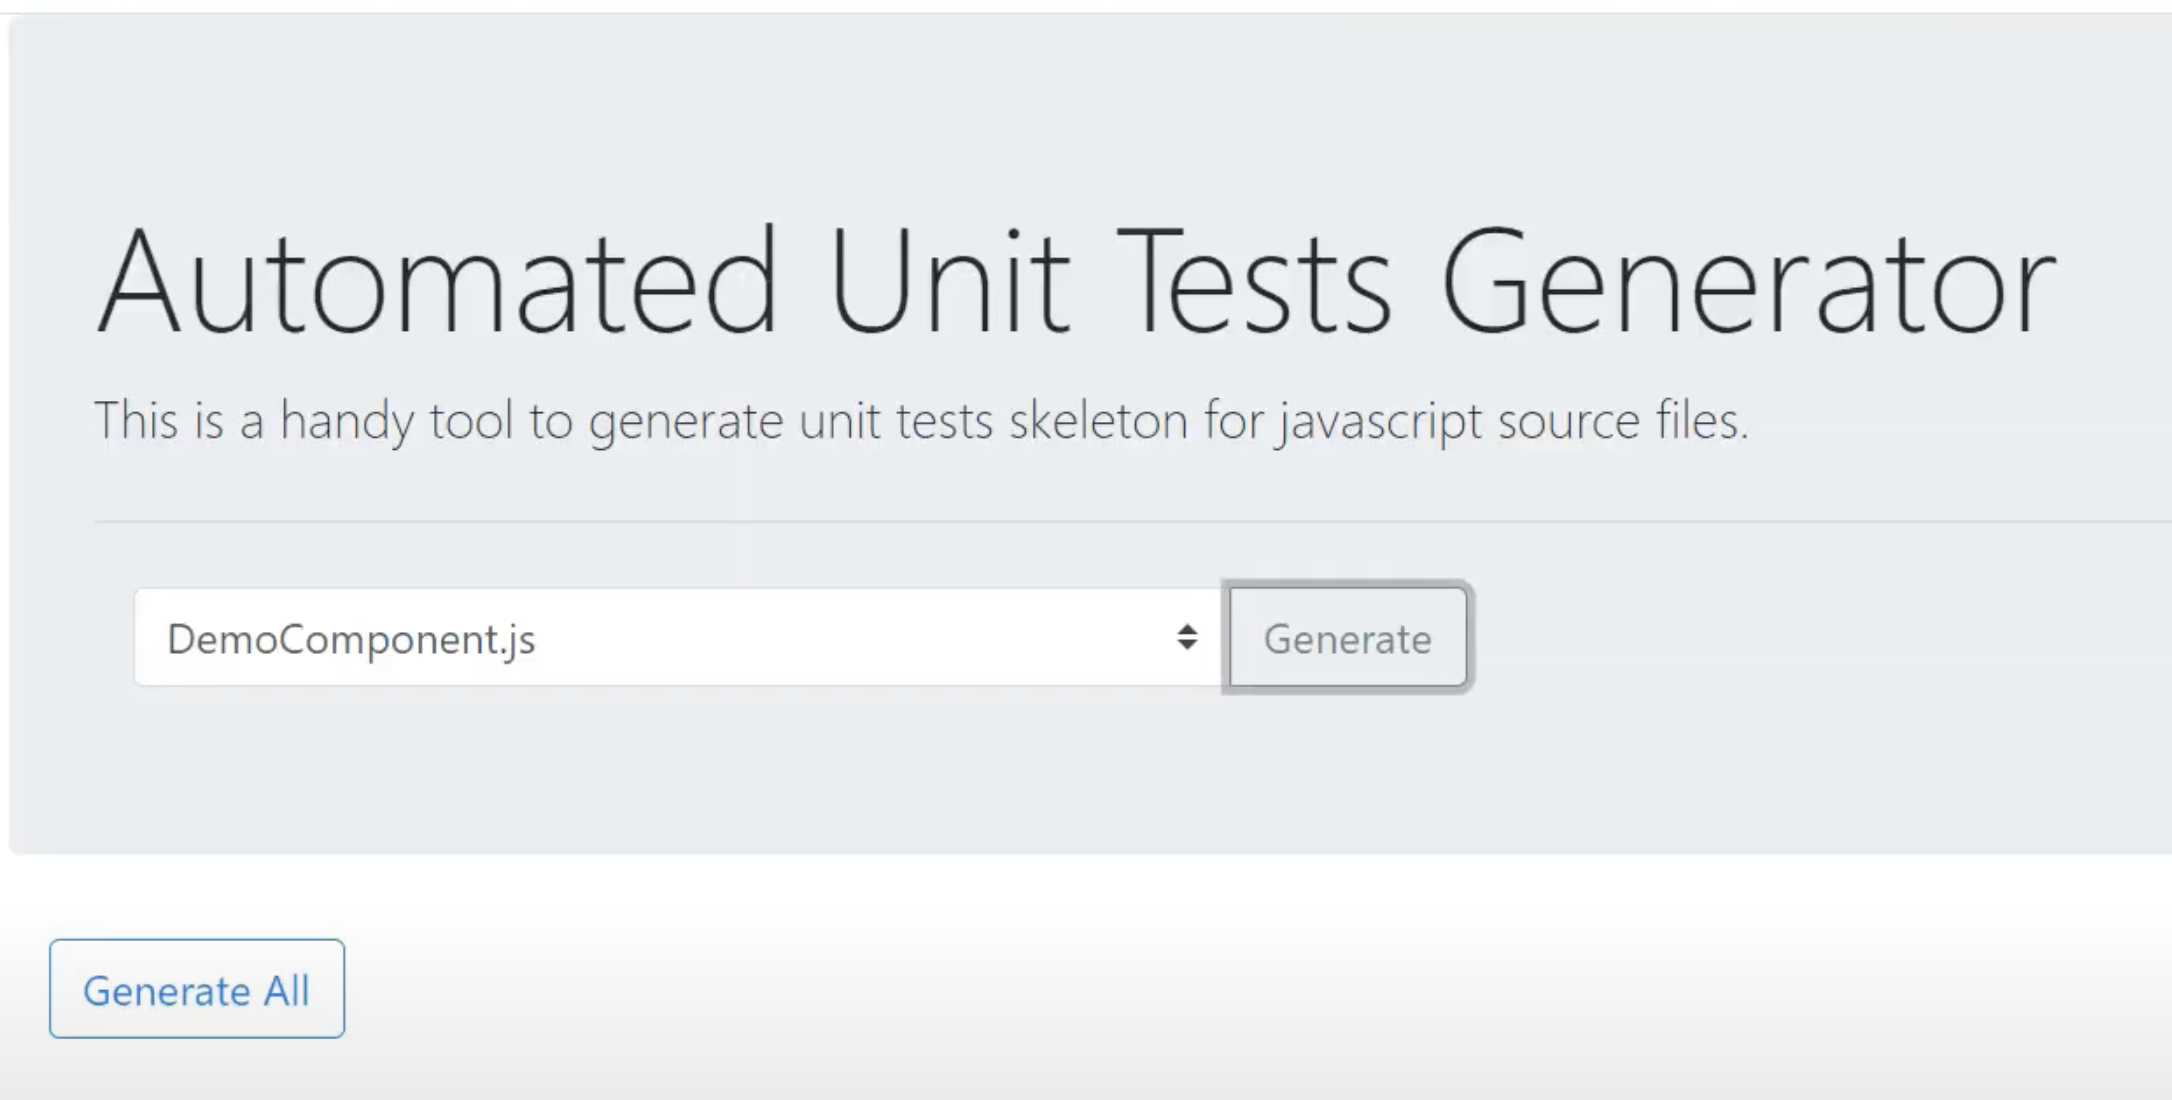 Automated Unit Tests Generator
This is a handy tool to generate unit tests skeleton for javascript source files.
DemoComponent.js
Generate
Generate All